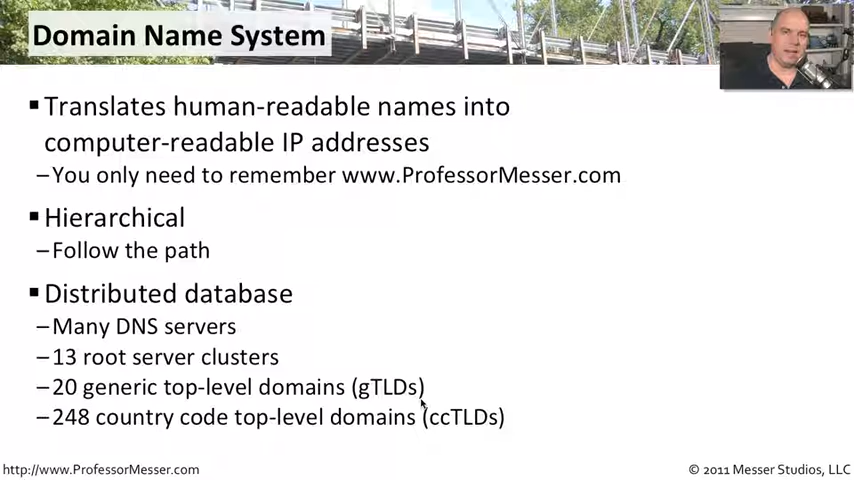 Domain Name System
▪ Translates human-readable names into
computer-readable IP addresses
– You only need to remember www.ProfessorMesser.com
▪ Hierarchical
– Follow the path
▪ Distributed database
– Many DNS servers
– 13 root server clusters
– 20 generic top-level domains (gTLDs)
– 248 country code top-level domains (ccTLDs)
http://www.ProfessorMesser.com
© 2011 Messer Studios, LLC